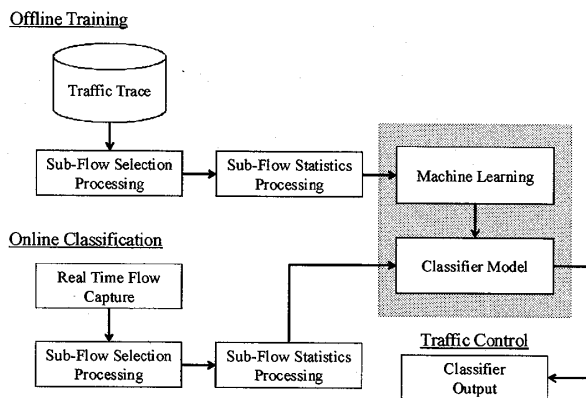 Offline Training
Traffic Trace
Sub-Flow Selection
Processing
Sub-Flow Statistics
Processing
Machine Learning
Online Classification
Real Time Flow
Capture
Classifier Model
Sub-Flow Selection
Processing
Sub-Flow Statistics
Processing
Traffic Control
Classifier
Output